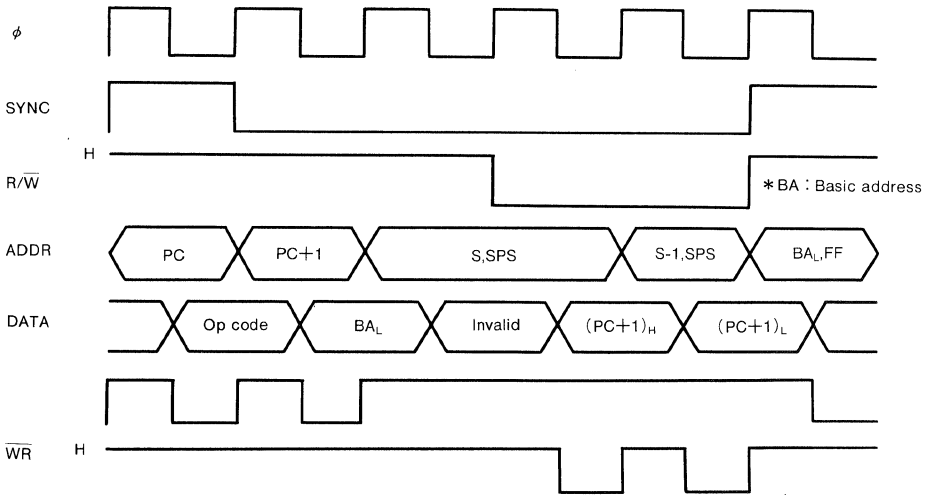 φ
SYNC
H
R/W̅
*BA : Basic address
ADDR
PC
PC+1
S,SPS
S-1,SPS
BAL,FF
DATA
Op code
BAL
Invalid
(PC+1)H
(PC+1)L
W̅R̅
H